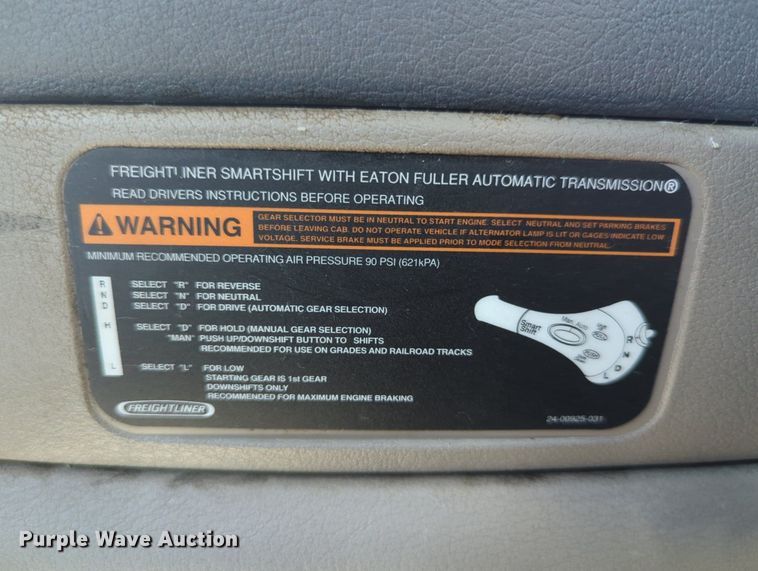 FREIGHTLINER SMARTSHIFT WITH EATON FULLER AUTOMATIC TRANSMISSION®
READ DRIVERS INSTRUCTIONS BEFORE OPERATING
WARNING
GEAR SELECTOR MUST BE IN NEUTRAL TO START ENGINE. SELECT NEUTRAL AND SET PARKING BRAKES
BEFORE LEAVING CAB. DO NOT OPERATE VEHICLE IF ALTERNATOR LAMP IS LIT OR GAGES INDICATE LOW
VOLTAGE. SERVICE BRAKE MUST BE APPLIED PRIOR TO MODE SELECTION FROM NEUTRAL.
MINIMUM RECOMMENDED OPERATING AIR PRESSURE 90 PSI (621kPA)
R SELECT "R" FOR REVERSE
N SELECT "N" FOR NEUTRAL
D SELECT "D" FOR DRIVE (AUTOMATIC GEAR SELECTION)
H SELECT "D" FOR HOLD (MANUAL GEAR SELECTION)
"MAN" PUSH UP/DOWNSHIFT BUTTON TO SHIFTS
RECOMMENDED FOR USE ON GRADES AND RAILROAD TRACKS
L SELECT "L" FOR LOW
STARTING GEAR IS 1st GEAR
DOWNSHIFTS ONLY
RECOMMENDED FOR MAXIMUM ENGINE BRAKING
Smart
Shift
Man Auto
R
N
D
L
FREIGHTLINER
24-00925-031
Purple Wave Auction